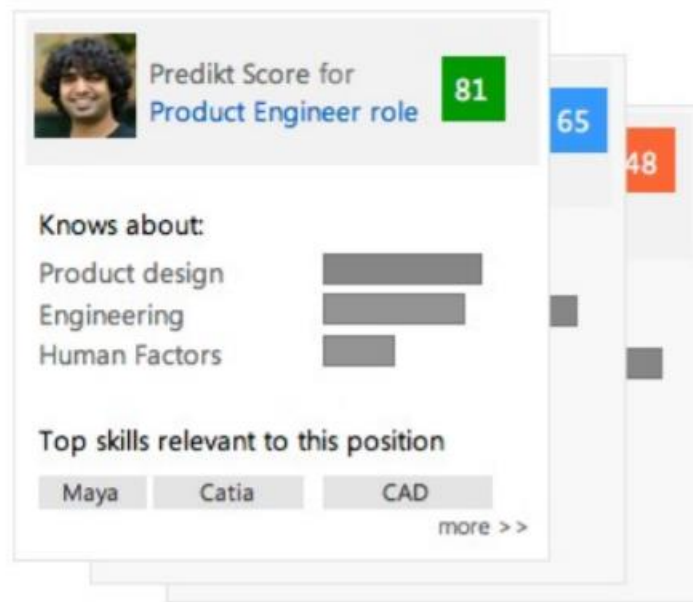 Predikt Score for
Product Engineer role
81
65
48
Knows about:
Product design
Engineering
Human Factors
Top skills relevant to this position
Maya Catia CAD
more >>